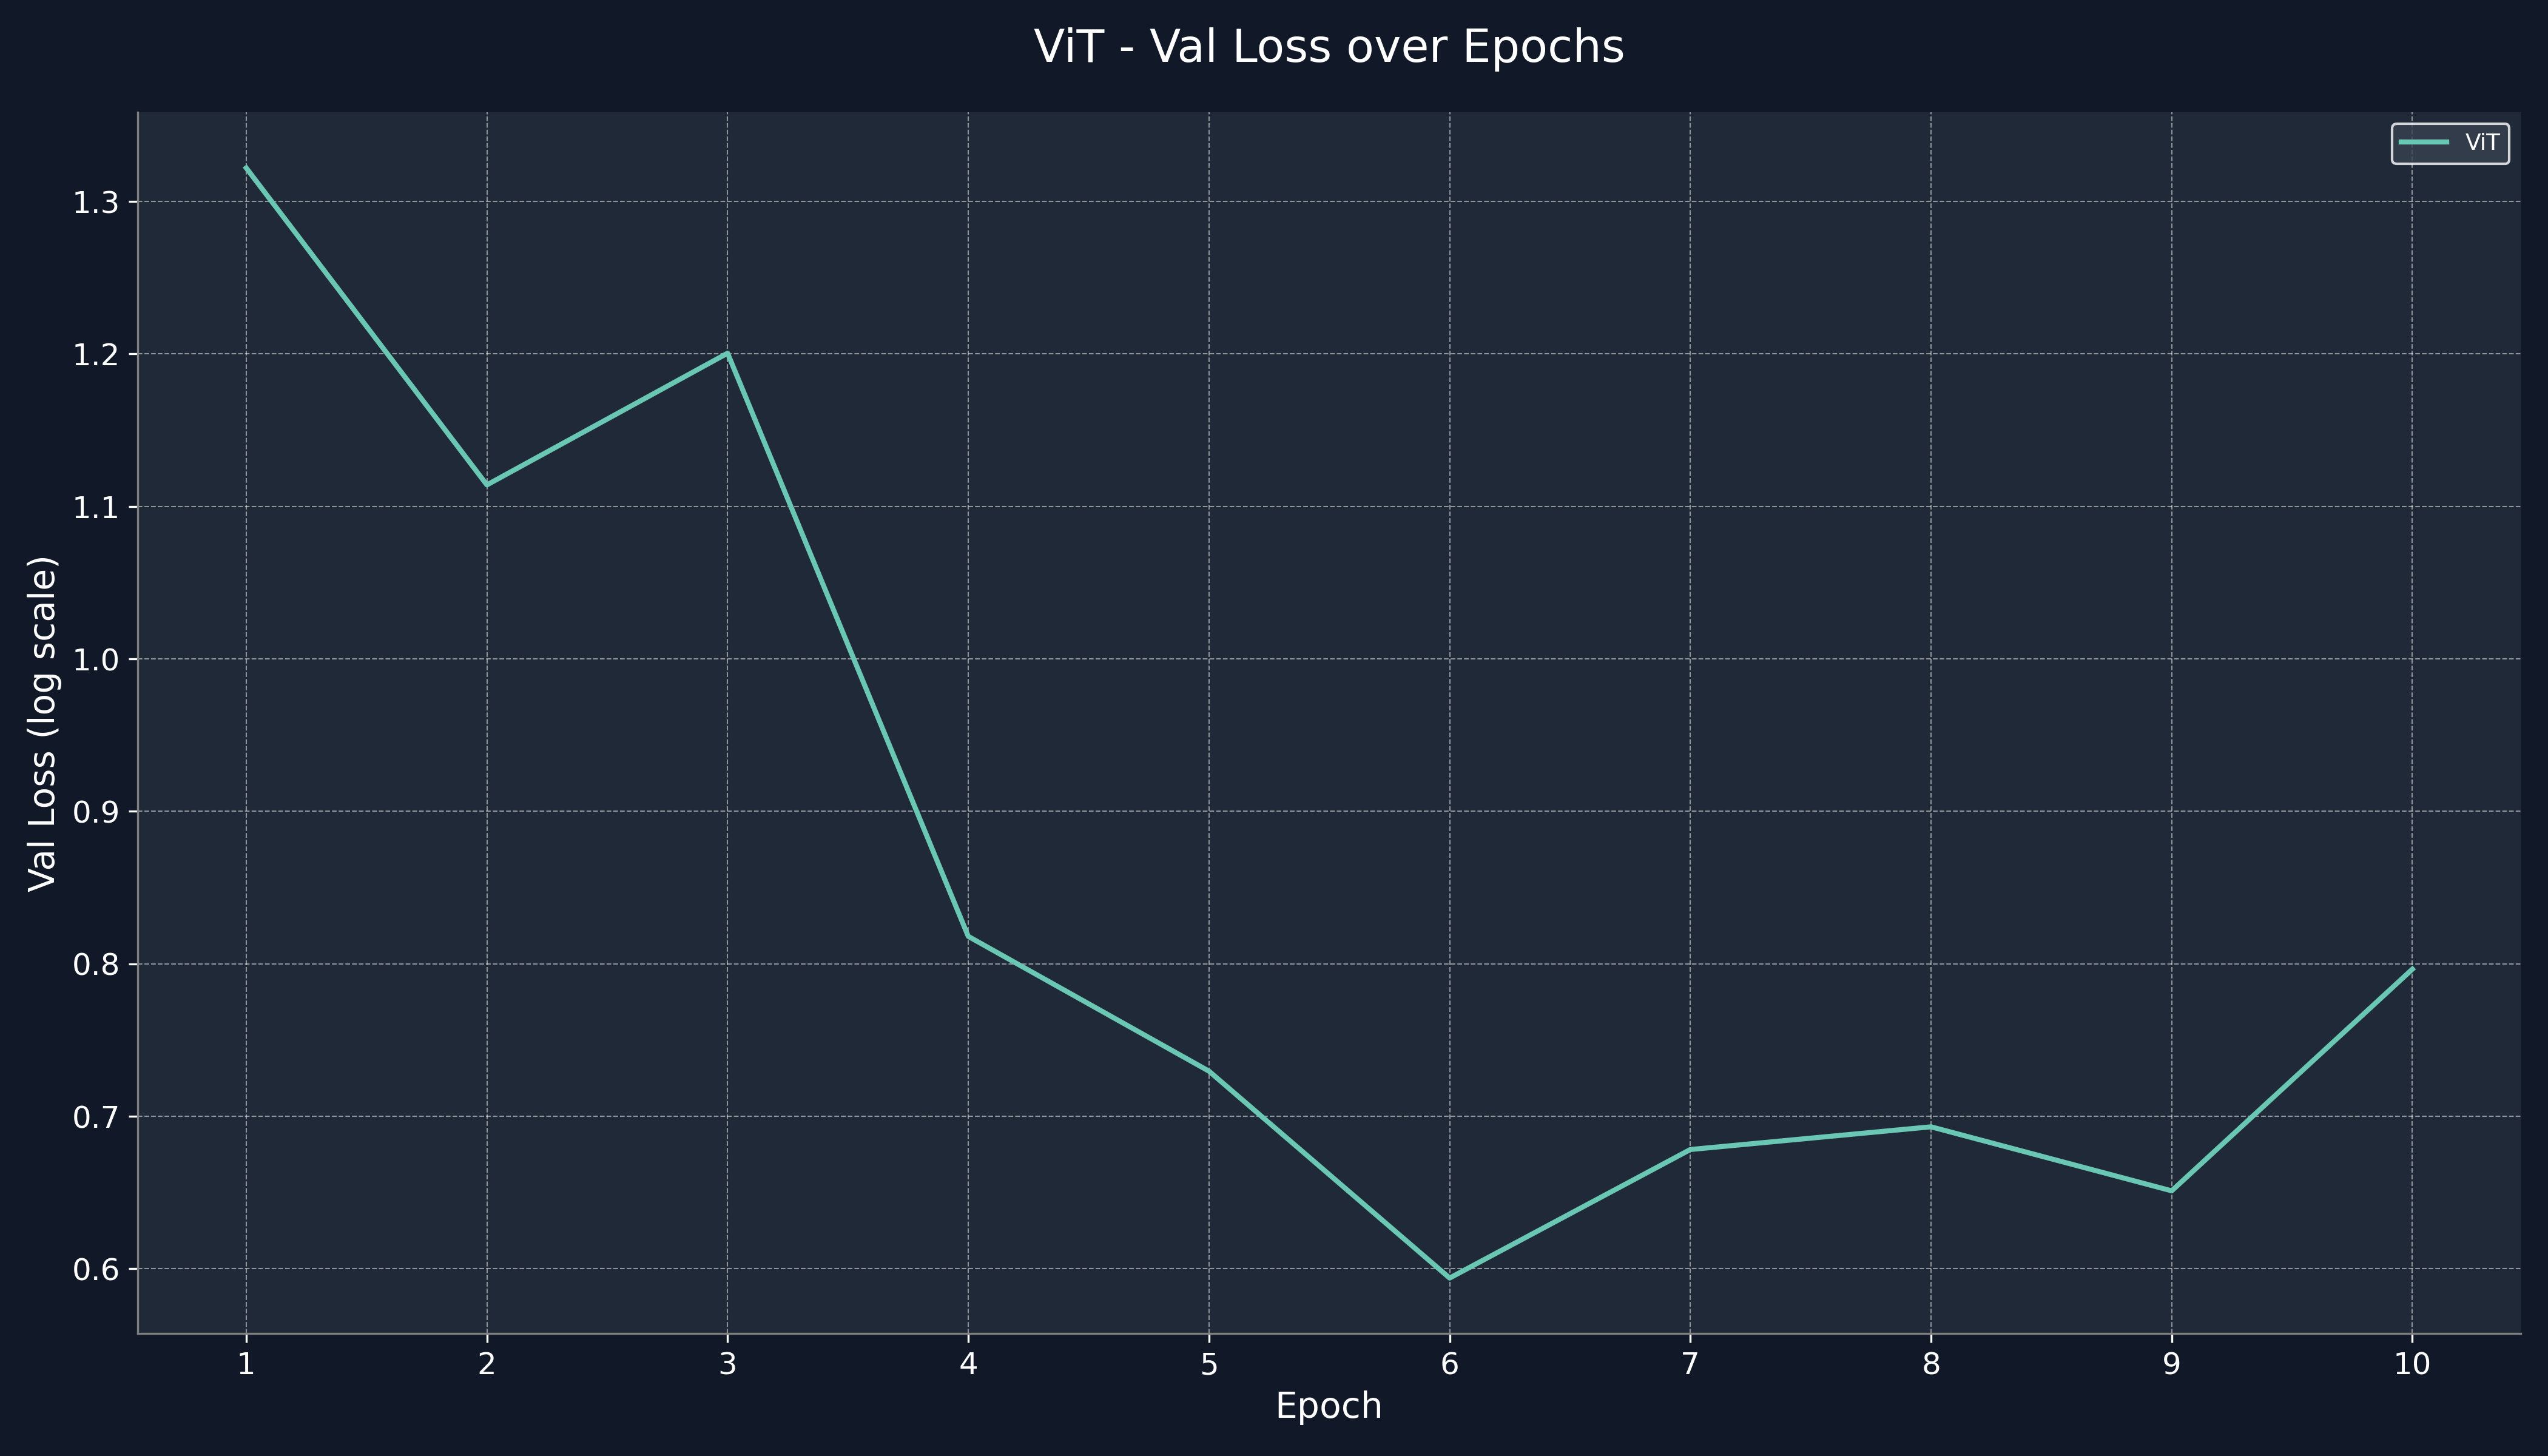 ViT - Val Loss over Epochs
ViT
Val Loss (log scale)
1.3
1.2
1.1
1.0
0.9
0.8
0.7
0.6
1 2 3 4 5 6 7 8 9 10
Epoch